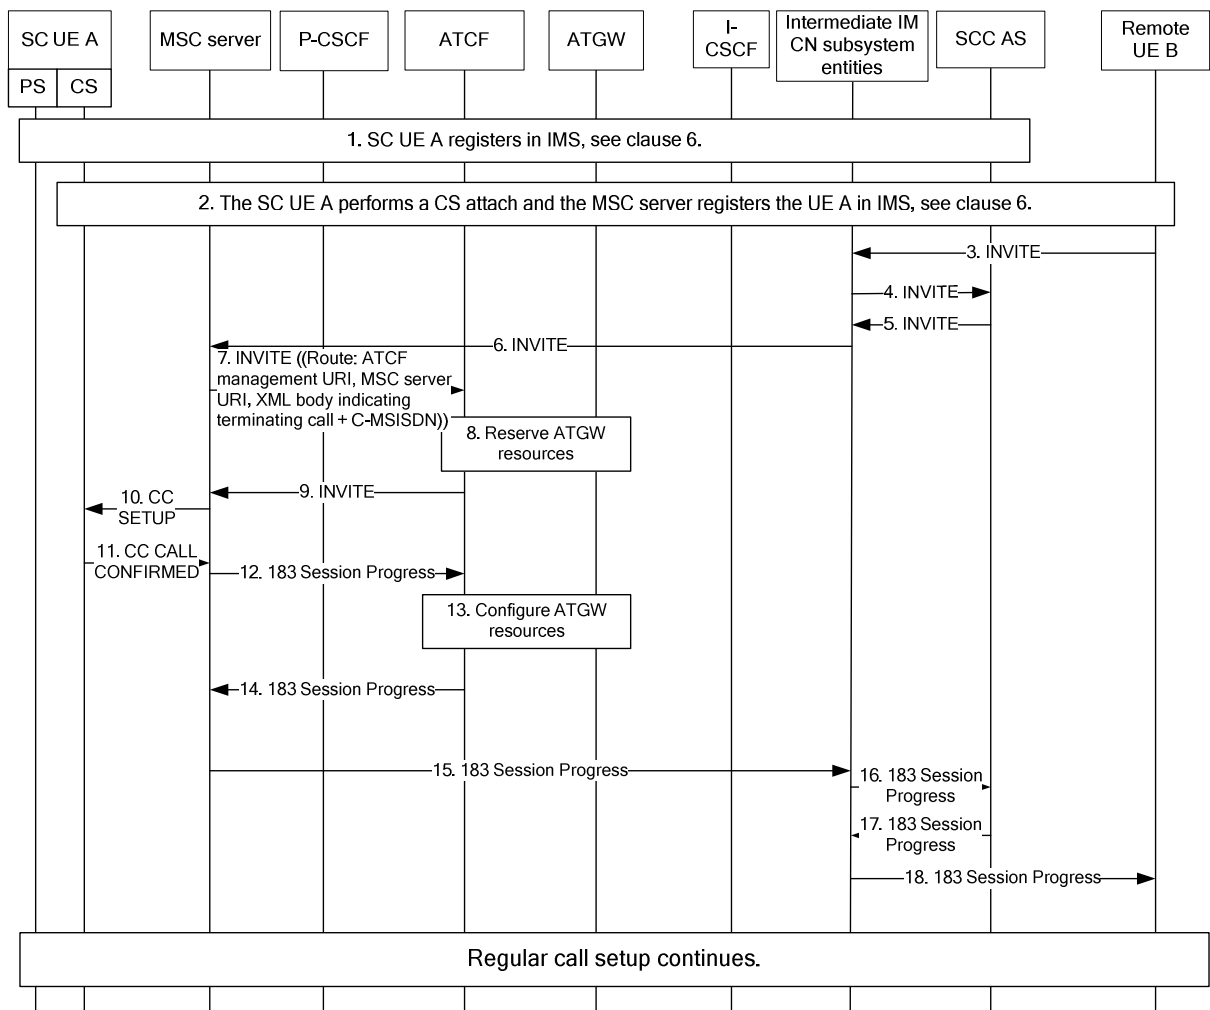 SC UE A
PS
CS
MSC server
P-CSCF
ATCF
ATGW
I-
CSCF
Intermediate IM
CN subsystem
entities
SCC AS
Remote
UE B
1. SC UE A registers in IMS, see clause 6.
2. The SC UE A performs a CS attach and the MSC server registers the UE A in IMS, see clause 6.
3. INVITE
4. INVITE
5. INVITE
6. INVITE
7. INVITE ((Route: ATCF
management URI, MSC server
URI, XML body indicating
terminating call + C-MSISDN))
8. Reserve ATGW
resources
9. INVITE
10. CC
SETUP
11. CC CALL
CONFIRMED
12. 183 Session Progress
13. Configure ATGW
resources
14. 183 Session Progress
15. 183 Session Progress
16. 183 Session
Progress
17. 183 Session
Progress
18. 183 Session Progress
Regular call setup continues.